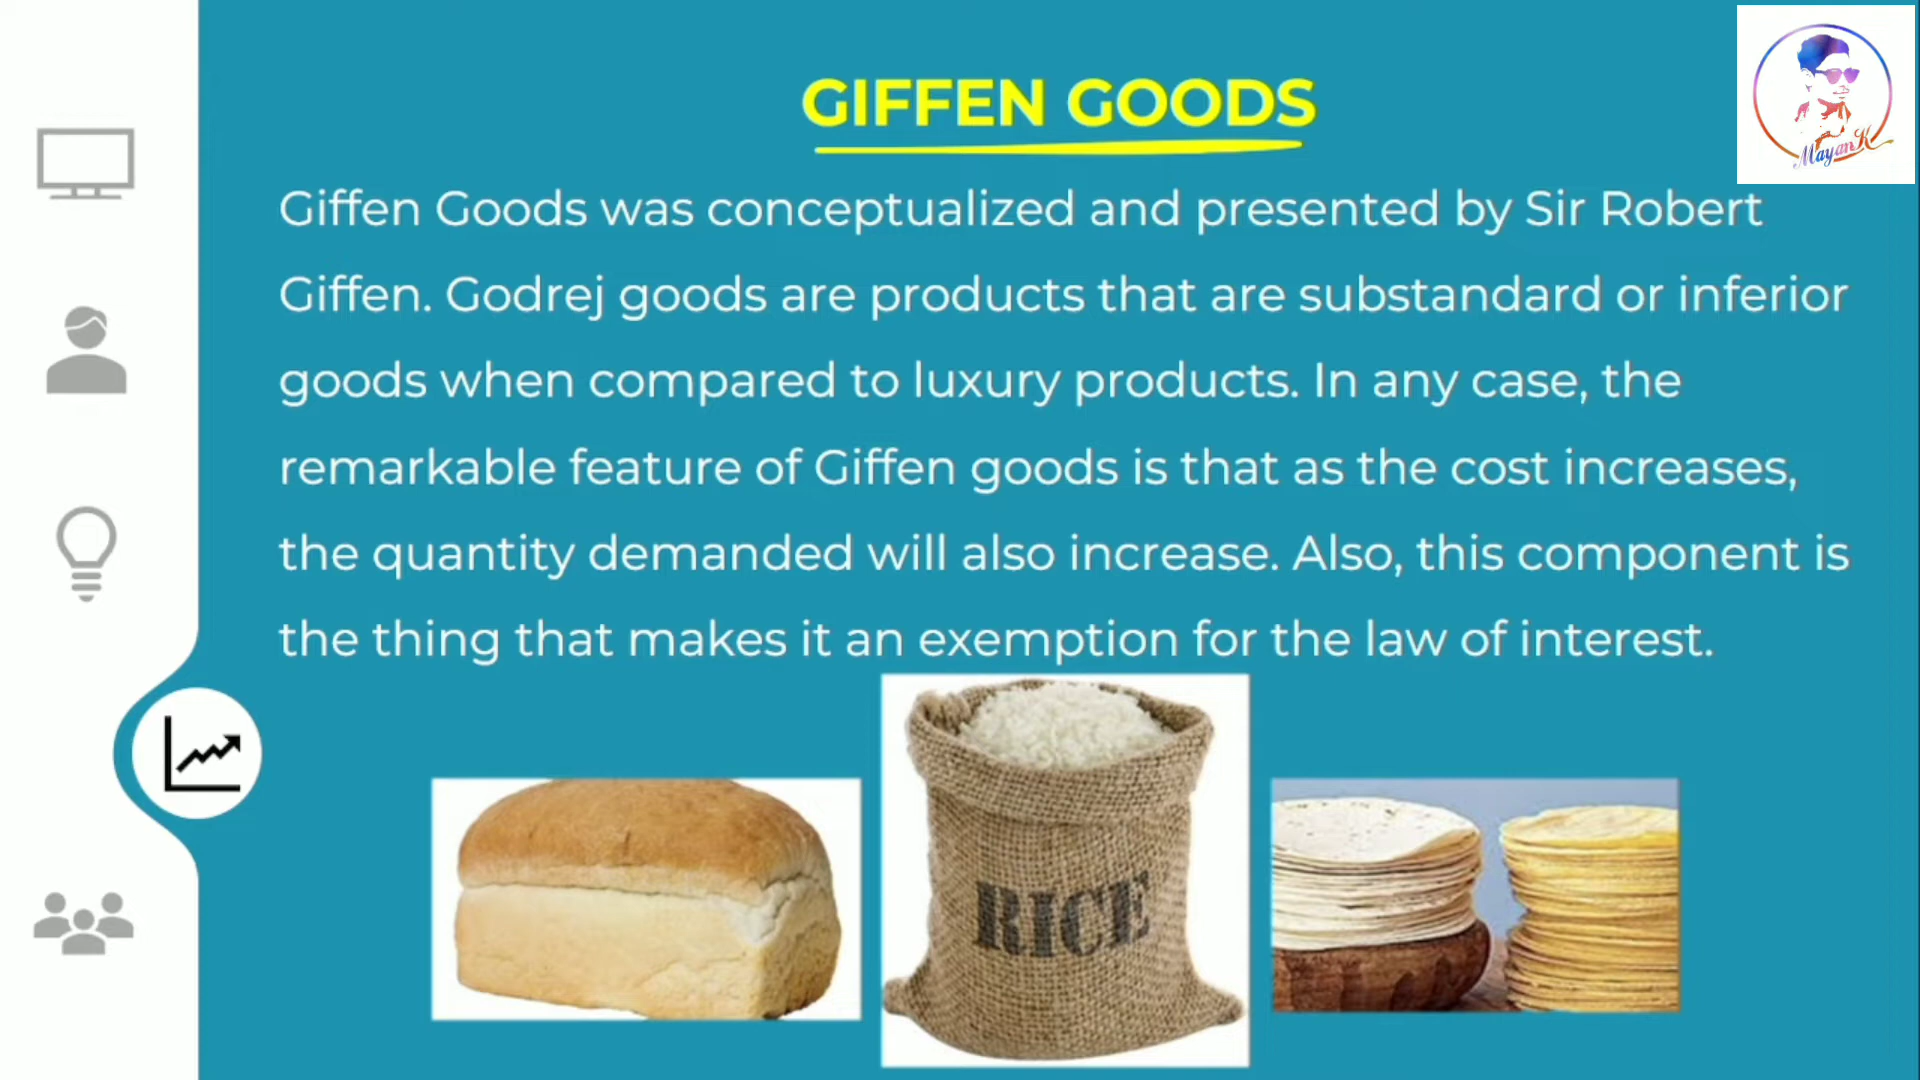 GIFFEN GOODS
Giffen Goods was conceptualized and presented by Sir Robert
Giffen. Godrej goods are products that are substandard or inferior
goods when compared to luxury products. In any case, the
remarkable feature of Giffen goods is that as the cost increases,
the quantity demanded will also increase. Also, this component is
the thing that makes it an exemption for the law of interest.
RICE
MayanK